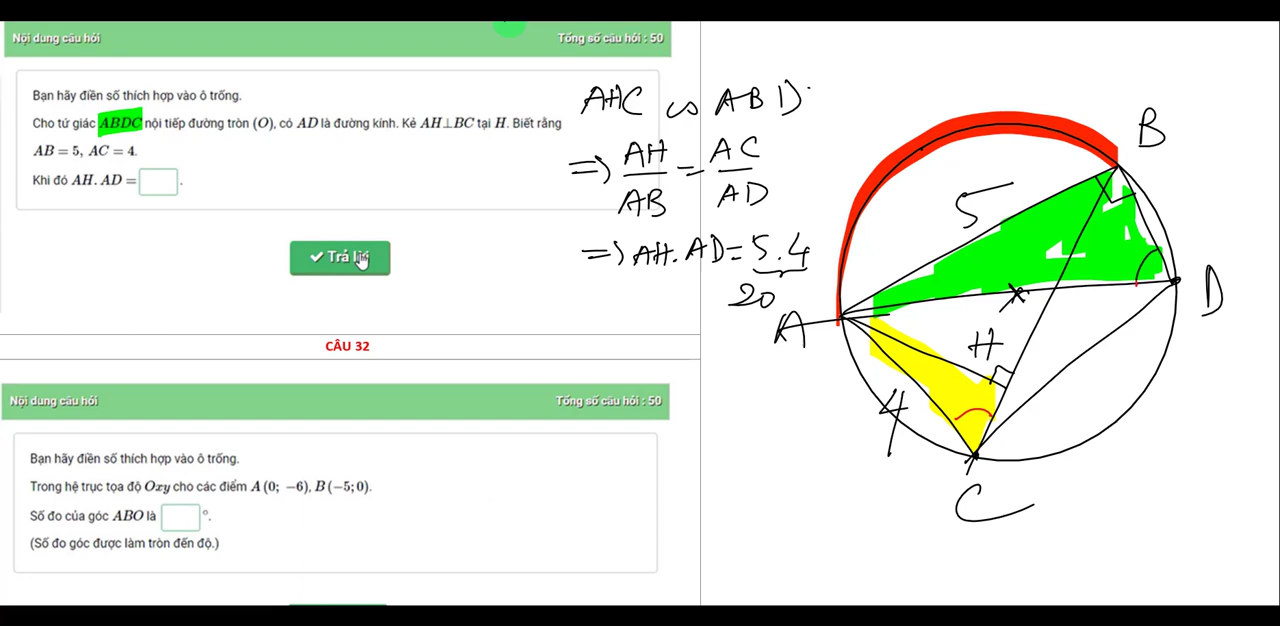 Nội dung câu hỏi
Tổng số câu hỏi : 50
Bạn hãy điền số thích hợp vào ô trống.
Cho tứ giác ABDC nội tiếp đường tròn (O), có AD là đường kính. Kẻ AH⊥BC tại H. Biết rằng
AB = 5, AC = 4.
Khi đó AH. AD = .
✔ Trả lời
CÂU 32
Nội dung câu hỏi
Tổng số câu hỏi : 50
Bạn hãy điền số thích hợp vào ô trống.
Trong hệ trục tọa độ Oxy cho các điểm A (0; −6), B (−5; 0).
Số đo của góc ABO là °.
(Số đo góc được làm tròn đến độ.)
AHC ∽ ABD
=> AH/AB = AC/AD
=> AH.AD = 5.4
20
B
5
D
A
H
4
C